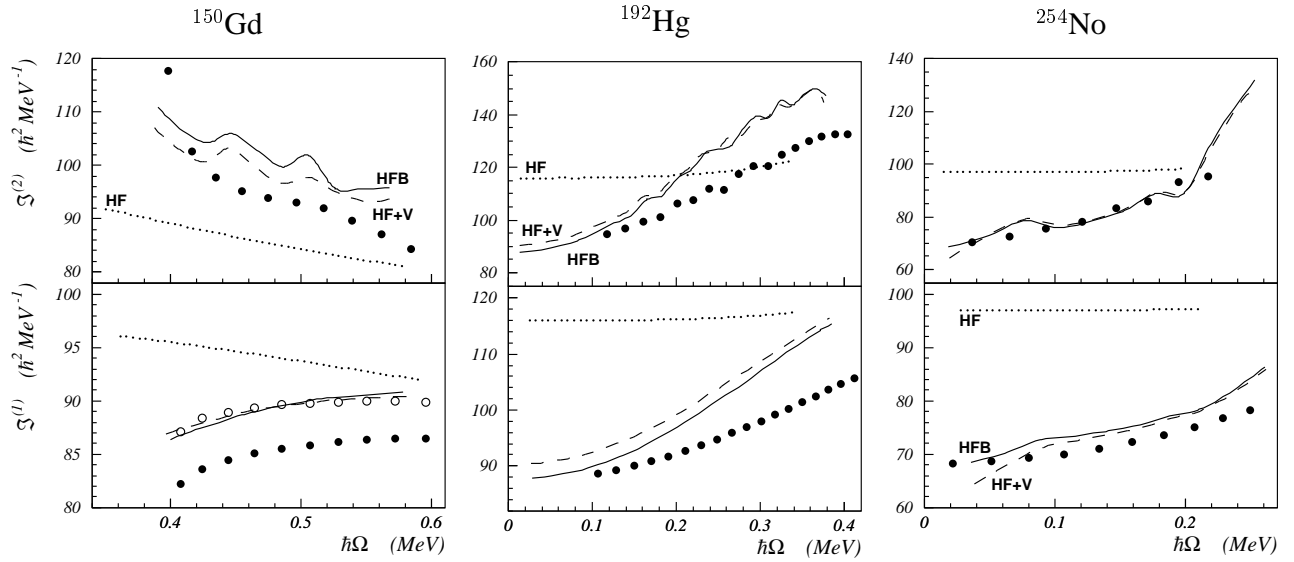 ¹⁵⁰Gd
¹⁹²Hg
²⁵⁴No
ℑ⁽²⁾ (ħ² MeV⁻¹)
120
110
100
90
80
HF
HFB
HF+V
160
140
120
100
80
HF
HF+V
HFB
140
120
100
80
60
ℑ⁽¹⁾ (ħ² MeV⁻¹)
100
95
90
85
80
0.4
0.5
0.6
ħΩ (MeV)
120
110
100
90
0
0.1
0.2
0.3
0.4
ħΩ (MeV)
100
90
80
70
60
HF
HFB
HF+V
0
0.1
0.2
ħΩ (MeV)